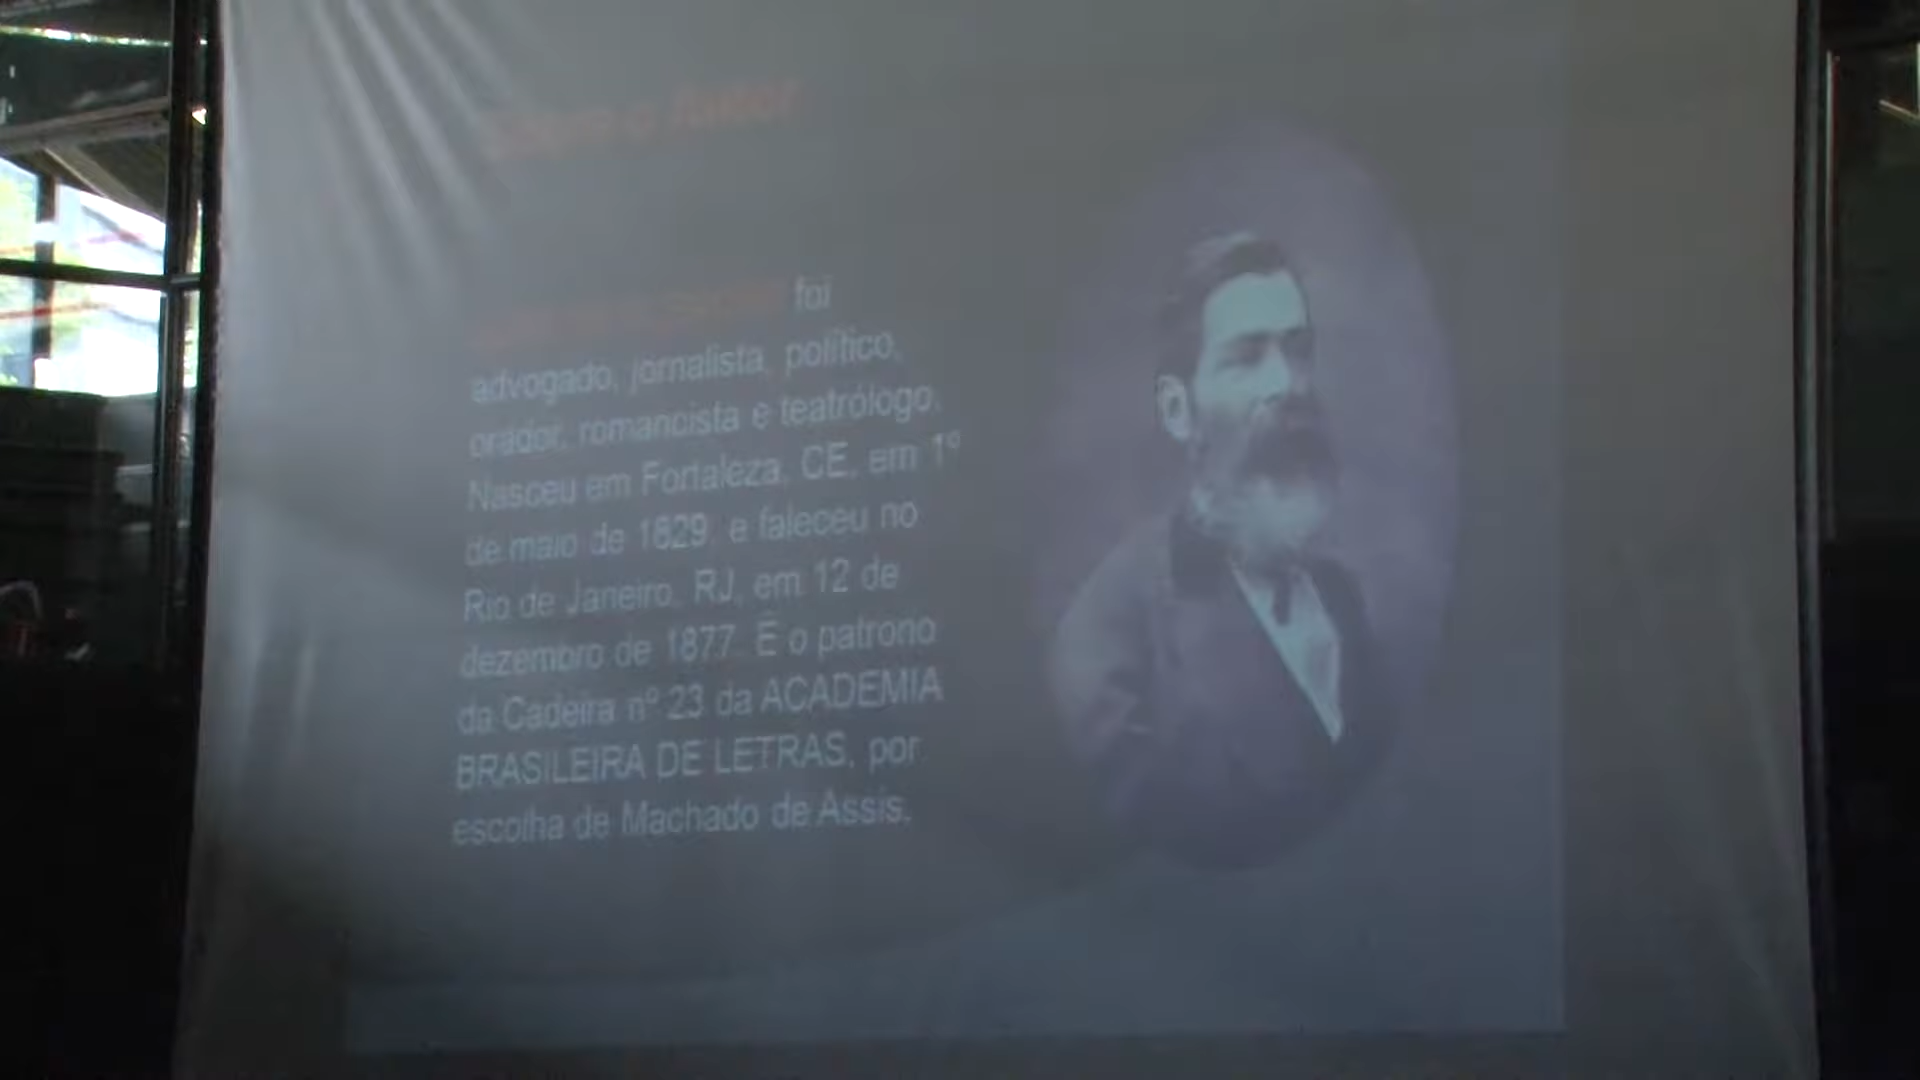 o Autor
foi
advogado, jornalista, político,
orador, romancista e teatrólogo.
Nasceu em Fortaleza, CE, em 1º
de maio de 1829, e faleceu no
Rio de Janeiro, RJ, em 12 de
dezembro de 1877. É o patrono
da Cadeira nº 23 da ACADEMIA
BRASILEIRA DE LETRAS, por
escolha de Machado de Assis.